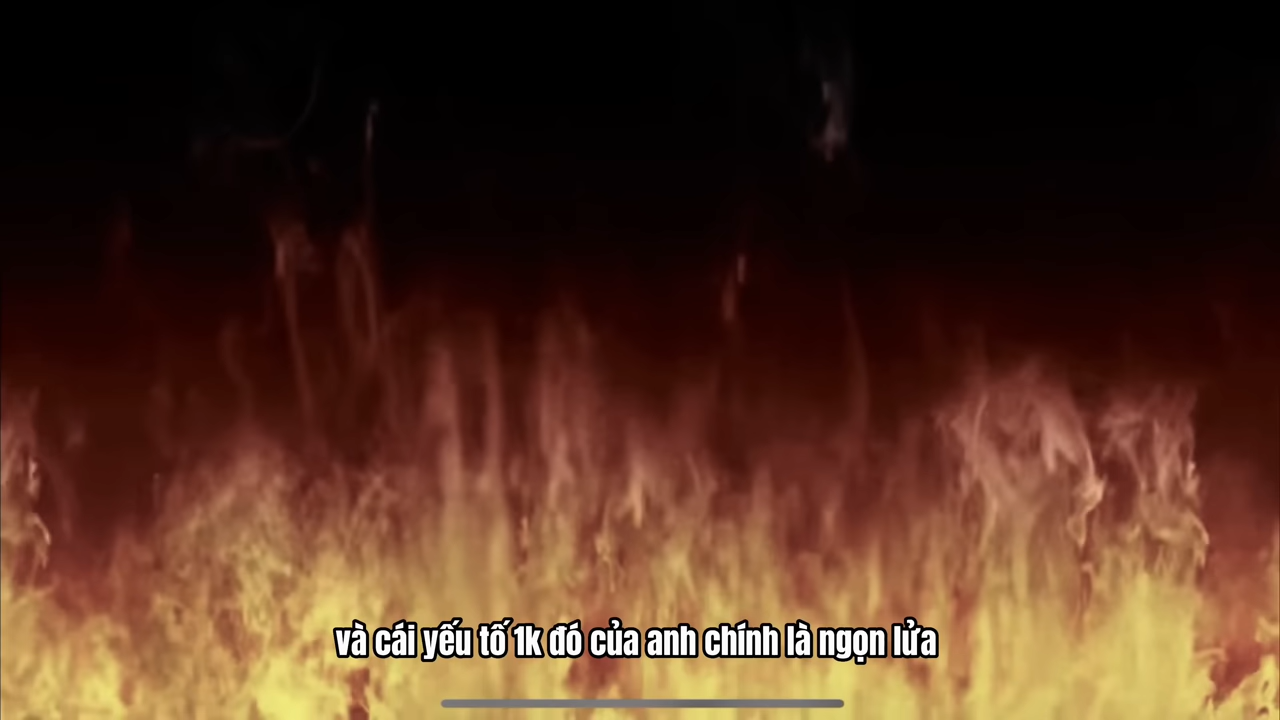 và cái yếu tố 1k đó của anh chính là ngọn lửa